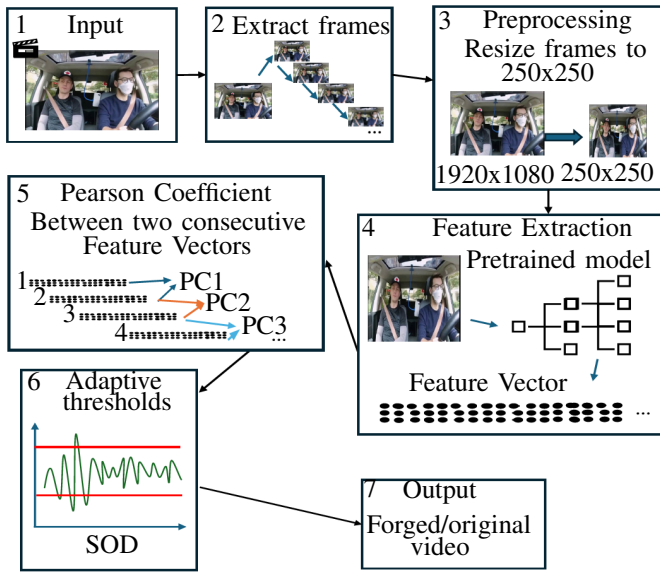 1 Input
2 Extract frames
...
3 Preprocessing
Resize frames to
250x250
1920x1080 250x250
4 Feature Extraction
Pretrained model
Feature Vector
...
5 Pearson Coefficient
Between two consecutive
Feature Vectors
1 PC1
2 PC2
3
4 PC3
...
6 Adaptive
thresholds
SOD
7 Output
Forged/original
video